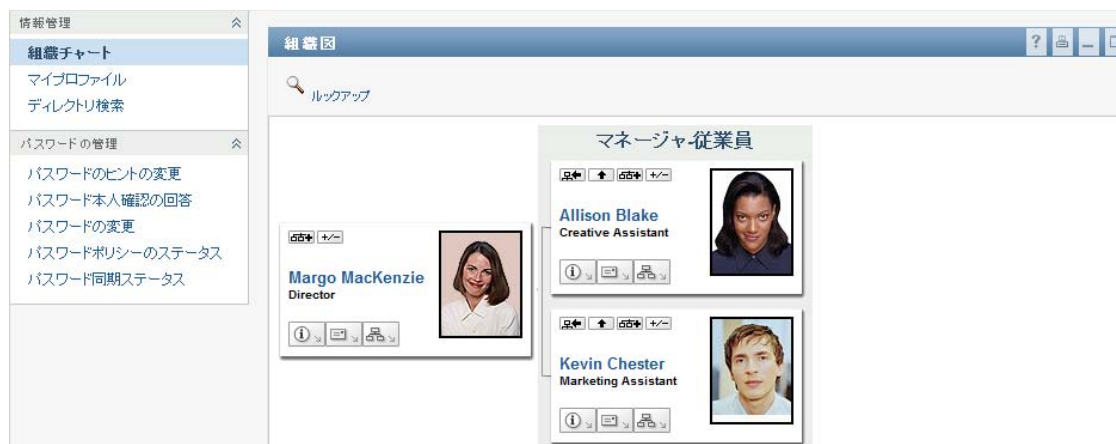 情報管理
組織チャート
マイプロファイル
ディレクトリ検索
パスワードの管理
パスワードのヒントの変更
パスワード本人確認の回答
パスワードの変更
パスワードポリシーのステータス
パスワード同期ステータス
組織図
?
ルックアップ
マネージャ-従業員
Margo MacKenzie
Director
Allison Blake
Creative Assistant
Kevin Chester
Marketing Assistant